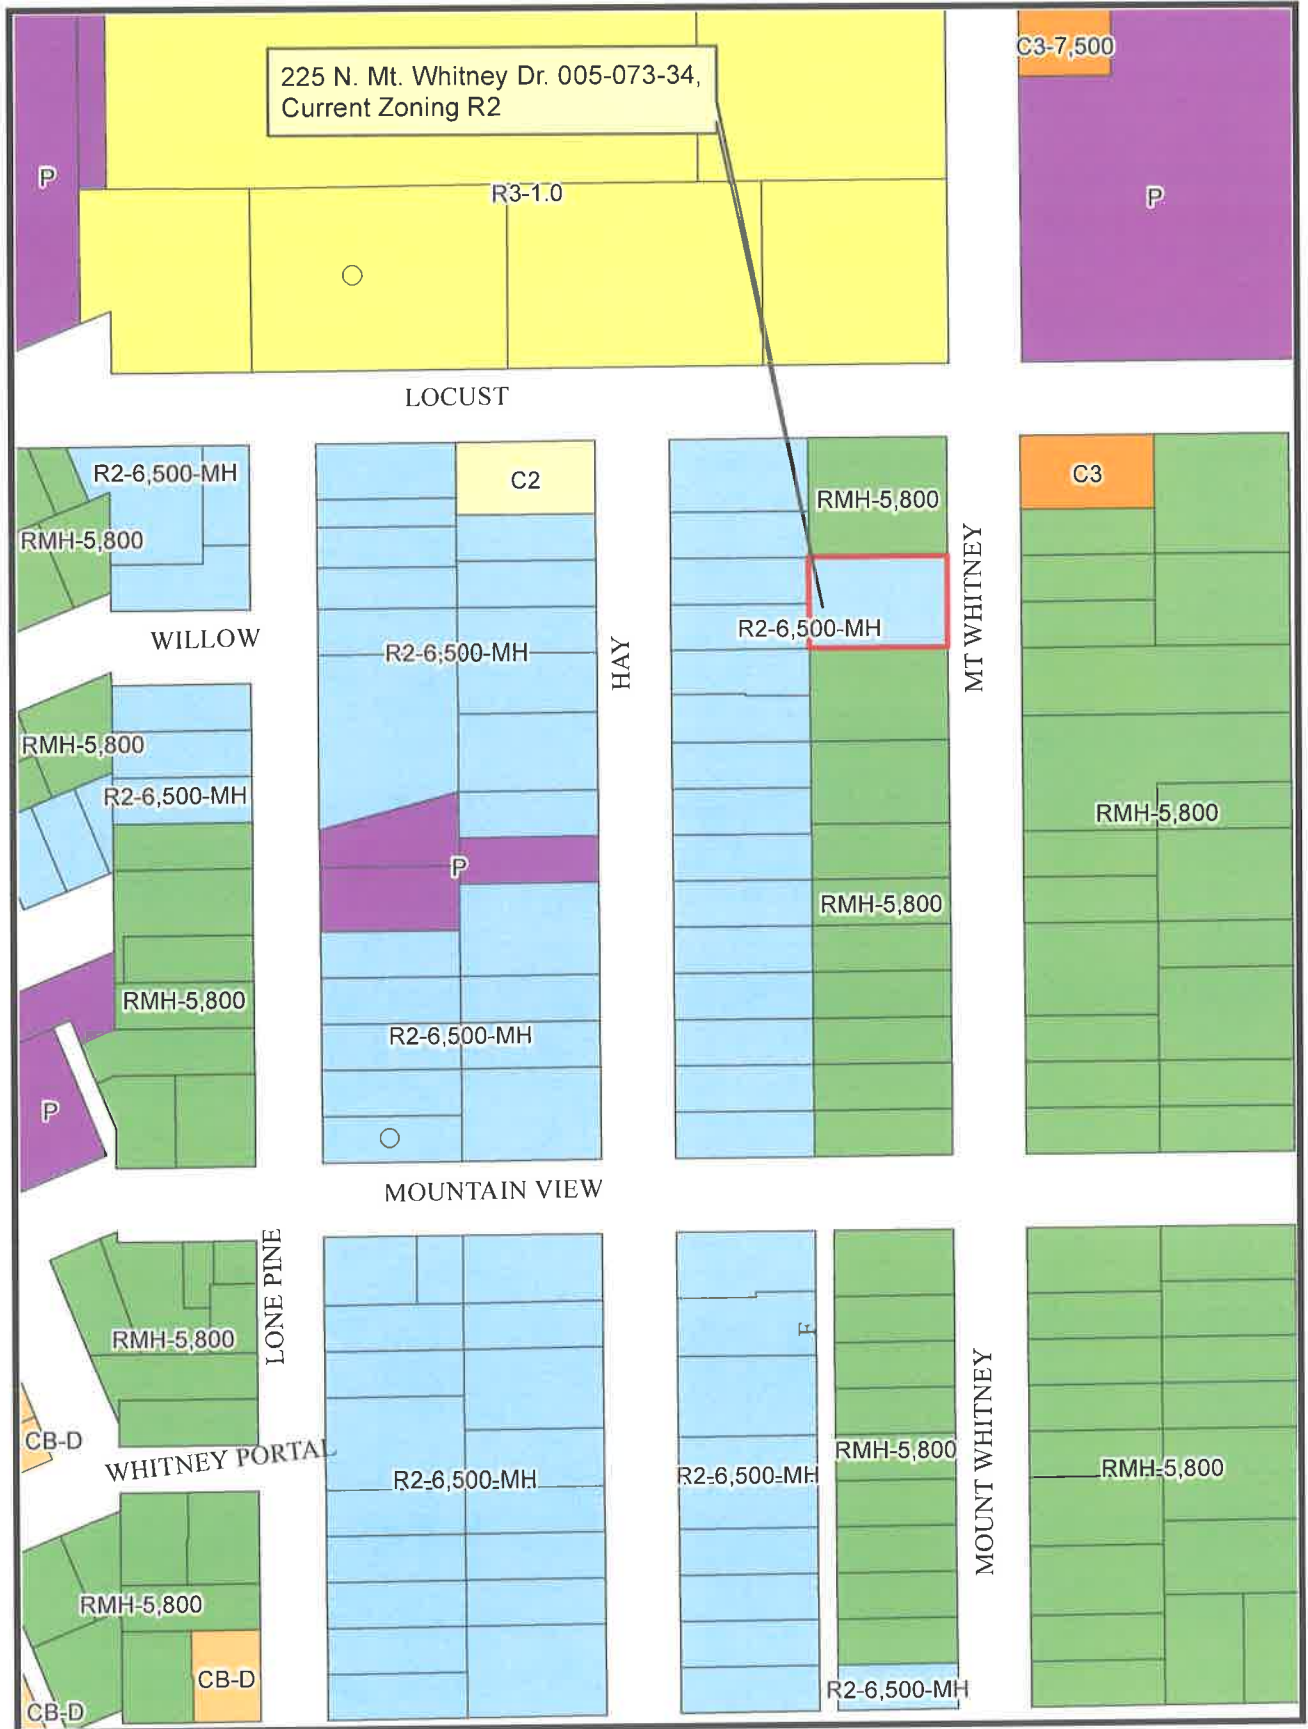 C3-7,500
225 N. Mt. Whitney Dr. 005-073-34,
Current Zoning R2
P
R3-1.0
P
LOCUST
R2-6,500-MH
C2
RMH-5,800
C3
RMH-5,800
MT WHITNEY
WILLOW
R2-6,500-MH
HAY
R2-6,500-MH
RMH-5,800
R2-6,500-MH
RMH-5,800
P
RMH-5,800
RMH-5,800
R2-6,500-MH
P
MOUNTAIN VIEW
LONE PINE
RMH-5,800
F
MOUNT WHITNEY
CB-D
WHITNEY PORTAL
R2-6,500-MH
R2-6,500-MH
RMH-5,800
RMH-5,800
RMH-5,800
CB-D
R2-6,500-MH
CB-D